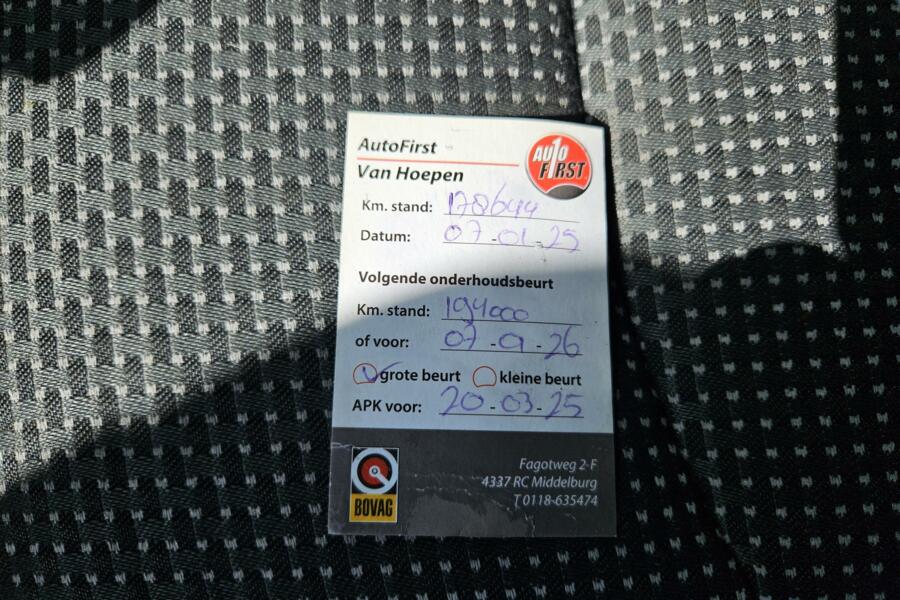 AutoFirst
Van Hoepen
AUTO
FIRST
Km. stand: 178644
Datum: 07-01-25
Volgende onderhoudsbeurt
Km. stand: 194000
of voor: 07-01-26
grote beurt kleine beurt
APK voor: 20-03-25
BOVAG
Fagotweg 2-F
4337 RC Middelburg
T 0118-635474